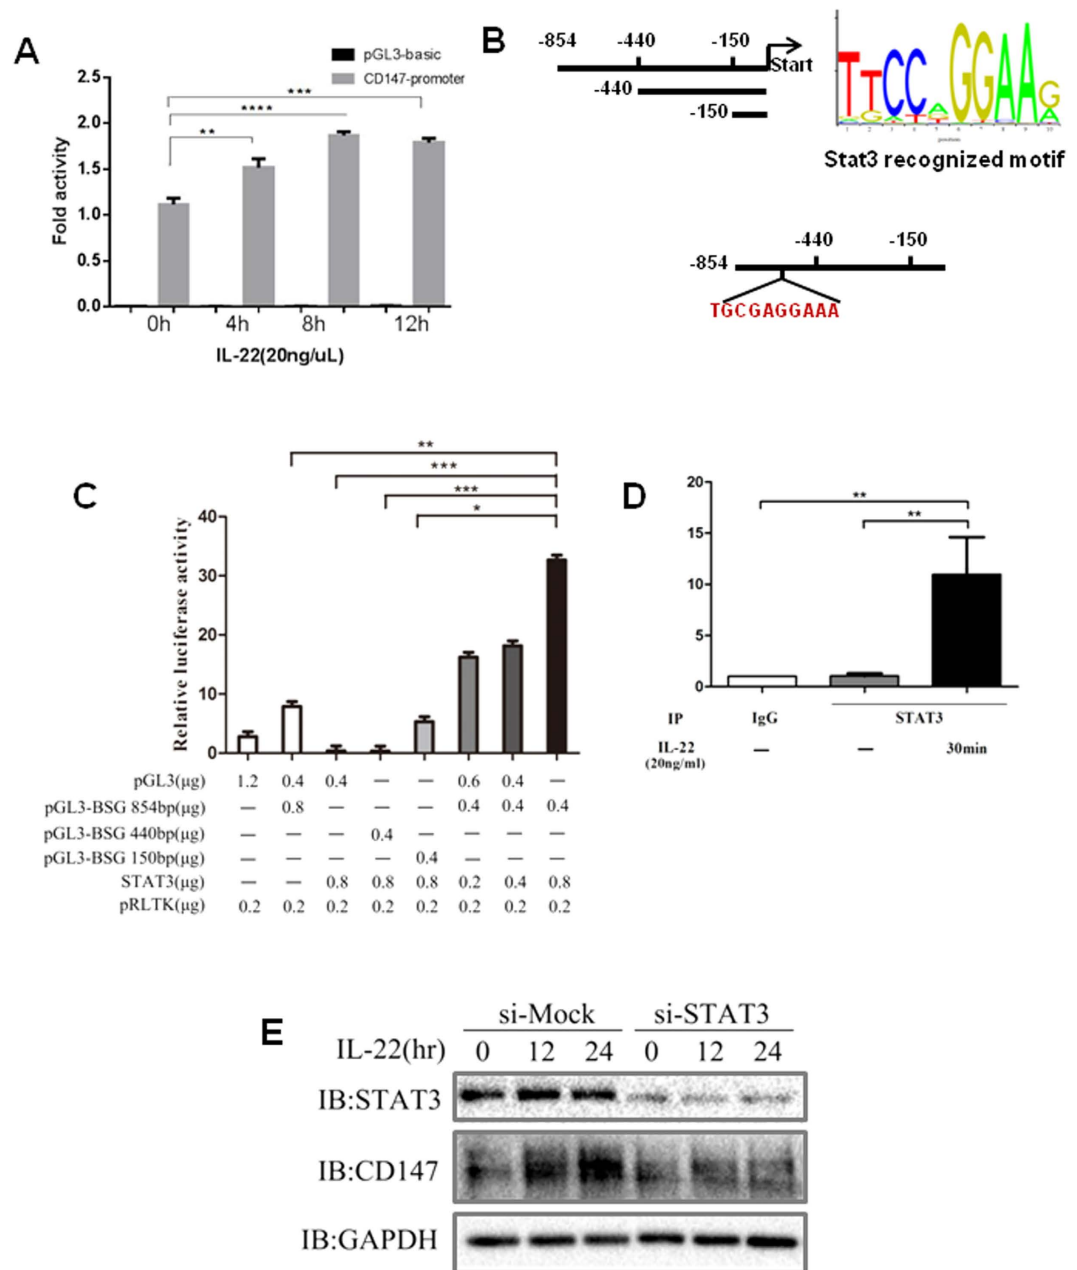 A
pGL3-basic
CD147-promoter
2.5
2.0
1.5
1.0
0.5
0.0
Fold activity
***
****
**
0h 4h 8h 12h
IL-22(20ng/uL)
B
-854 -440 -150
Start
-440
-150
Stat3 recognized motif
-440 -150
-854
TGCGAGGAAA
C
**
***
***
*
40
30
20
10
0
Relative luciferase activity
pGL3(μg) 1.2 0.4 0.4 — — 0.6 0.4 —
pGL3-BSG 854bp(μg) — 0.8 — — — 0.4 0.4 0.4
pGL3-BSG 440bp(μg) — — — 0.4 — — — —
pGL3-BSG 150bp(μg) — — — — 0.4 — — —
STAT3(μg) — — 0.8 0.8 0.8 0.2 0.4 0.8
pRLTK(μg) 0.2 0.2 0.2 0.2 0.2 0.2 0.2 0.2
D
20
15
10
5
0
**
**
IP IgG STAT3
IL-22 — — 30min
(20ng/ml)
E
si-Mock si-STAT3
IL-22(hr) 0 12 24 0 12 24
IB:STAT3
IB:CD147
IB:GAPDH